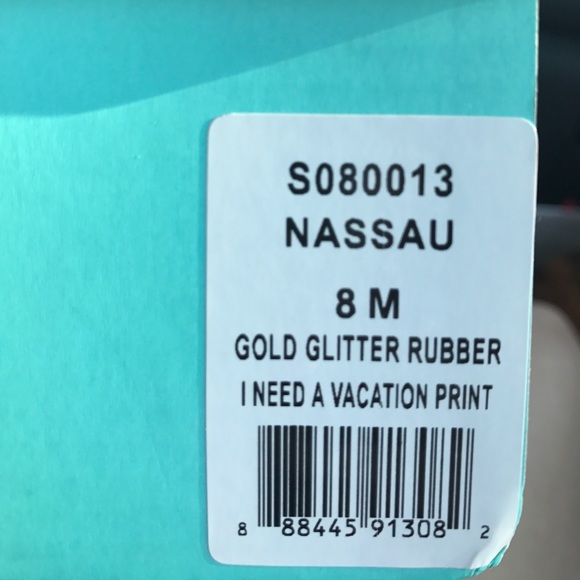 S080013
NASSAU
8 M
GOLD GLITTER RUBBER
I NEED A VACATION PRINT
8 88445 91308 2